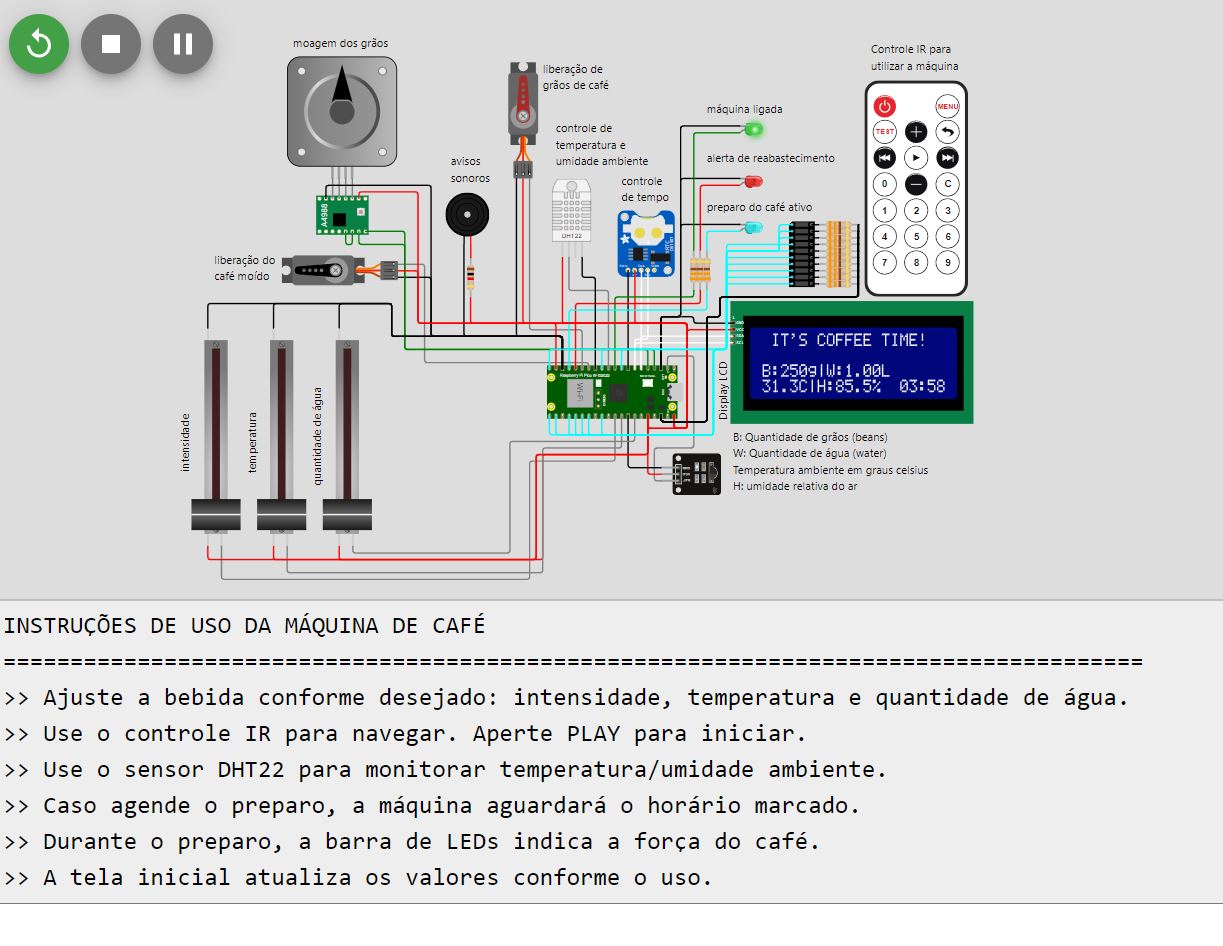 moagem dos grãos
liberação de
grãos de café
Controle IR para
utilizar a máquina
máquina ligada
controle de
temperatura e
umidade ambiente
avisos
sonoros
alerta de reabastecimento
controle
de tempo
preparo do café ativo
MENU
TEST
0
C
1
2
3
4
5
6
7
8
9
A4988
DHT22
liberação do
café moído
intensidade
temperatura
quantidade de água
Raspberry Pi Pico W
Wi-Fi
Display LCD
IT'S COFFEE TIME!
B:250g|W:1.00L
31.3C|H:85.5% 03:58
B: Quantidade de grãos (beans)
W: Quantidade de água (water)
Temperatura ambiente em graus celsius
H: umidade relativa do ar
INSTRUÇÕES DE USO DA MÁQUINA DE CAFÉ
=====================================================================================
>> Ajuste a bebida conforme desejado: intensidade, temperatura e quantidade de água.
>> Use o controle IR para navegar. Aperte PLAY para iniciar.
>> Use o sensor DHT22 para monitorar temperatura/umidade ambiente.
>> Caso agende o preparo, a máquina aguardará o horário marcado.
>> Durante o preparo, a barra de LEDs indica a força do café.
>> A tela inicial atualiza os valores conforme o uso.